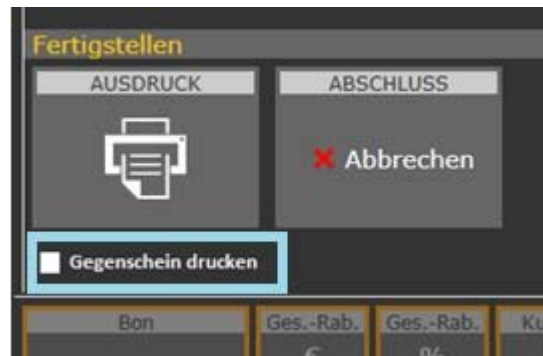 Fertigstellen
AUSDRUCK ABSCHLUSS
Abbrechen
Gegenschein drucken
Bon Ges.-Rab. Ges.-Rab.
€ %